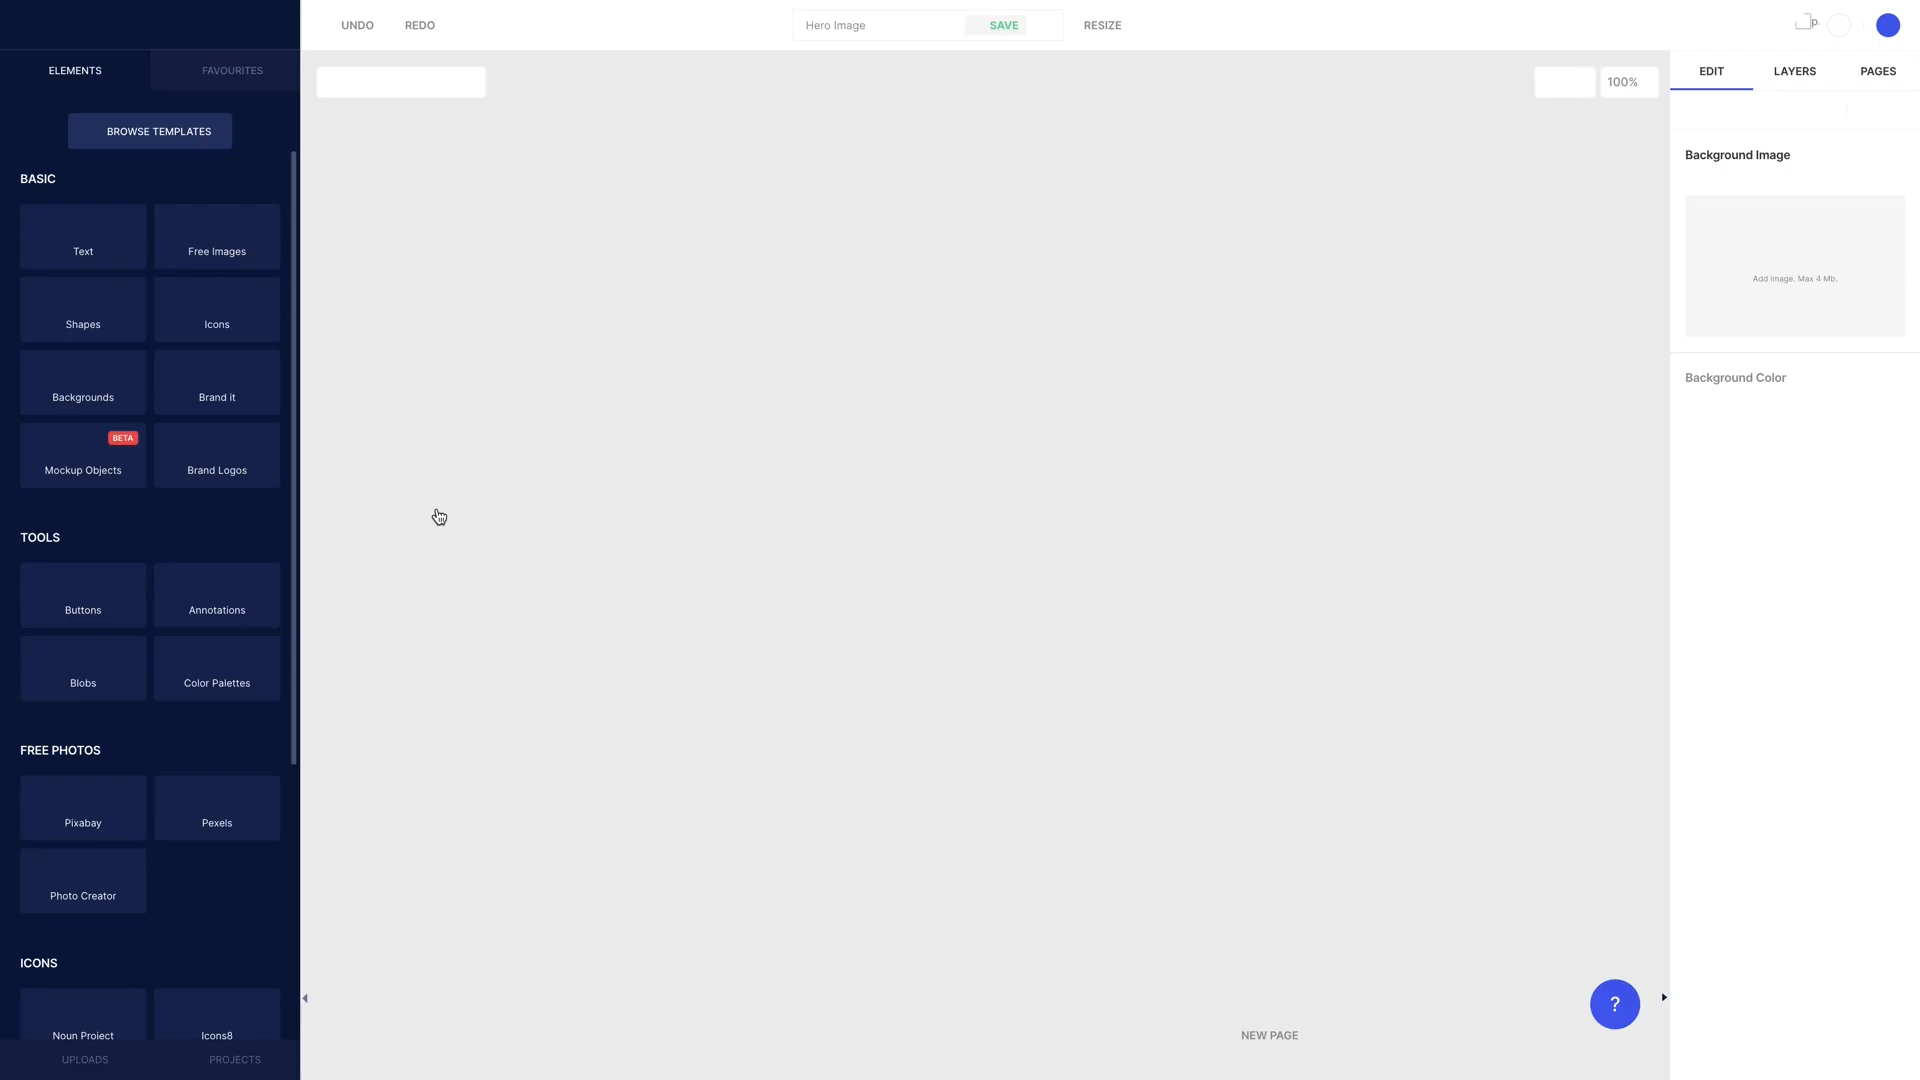 UNDO
REDO
Hero Image
SAVE
RESIZE
p.
ELEMENTS
FAVOURITES
100%
EDIT
LAYERS
PAGES
BROWSE TEMPLATES
Background Image
BASIC
Text
Free Images
Add image. Max 4 Mb.
Shapes
Icons
Background Color
Backgrounds
Brand it
BETA
Mockup Objects
Brand Logos
TOOLS
Buttons
Annotations
Blobs
Color Palettes
FREE PHOTOS
Pixabay
Pexels
Photo Creator
ICONS
Noun Project
Icons8
?
NEW PAGE
UPLOADS
PROJECTS